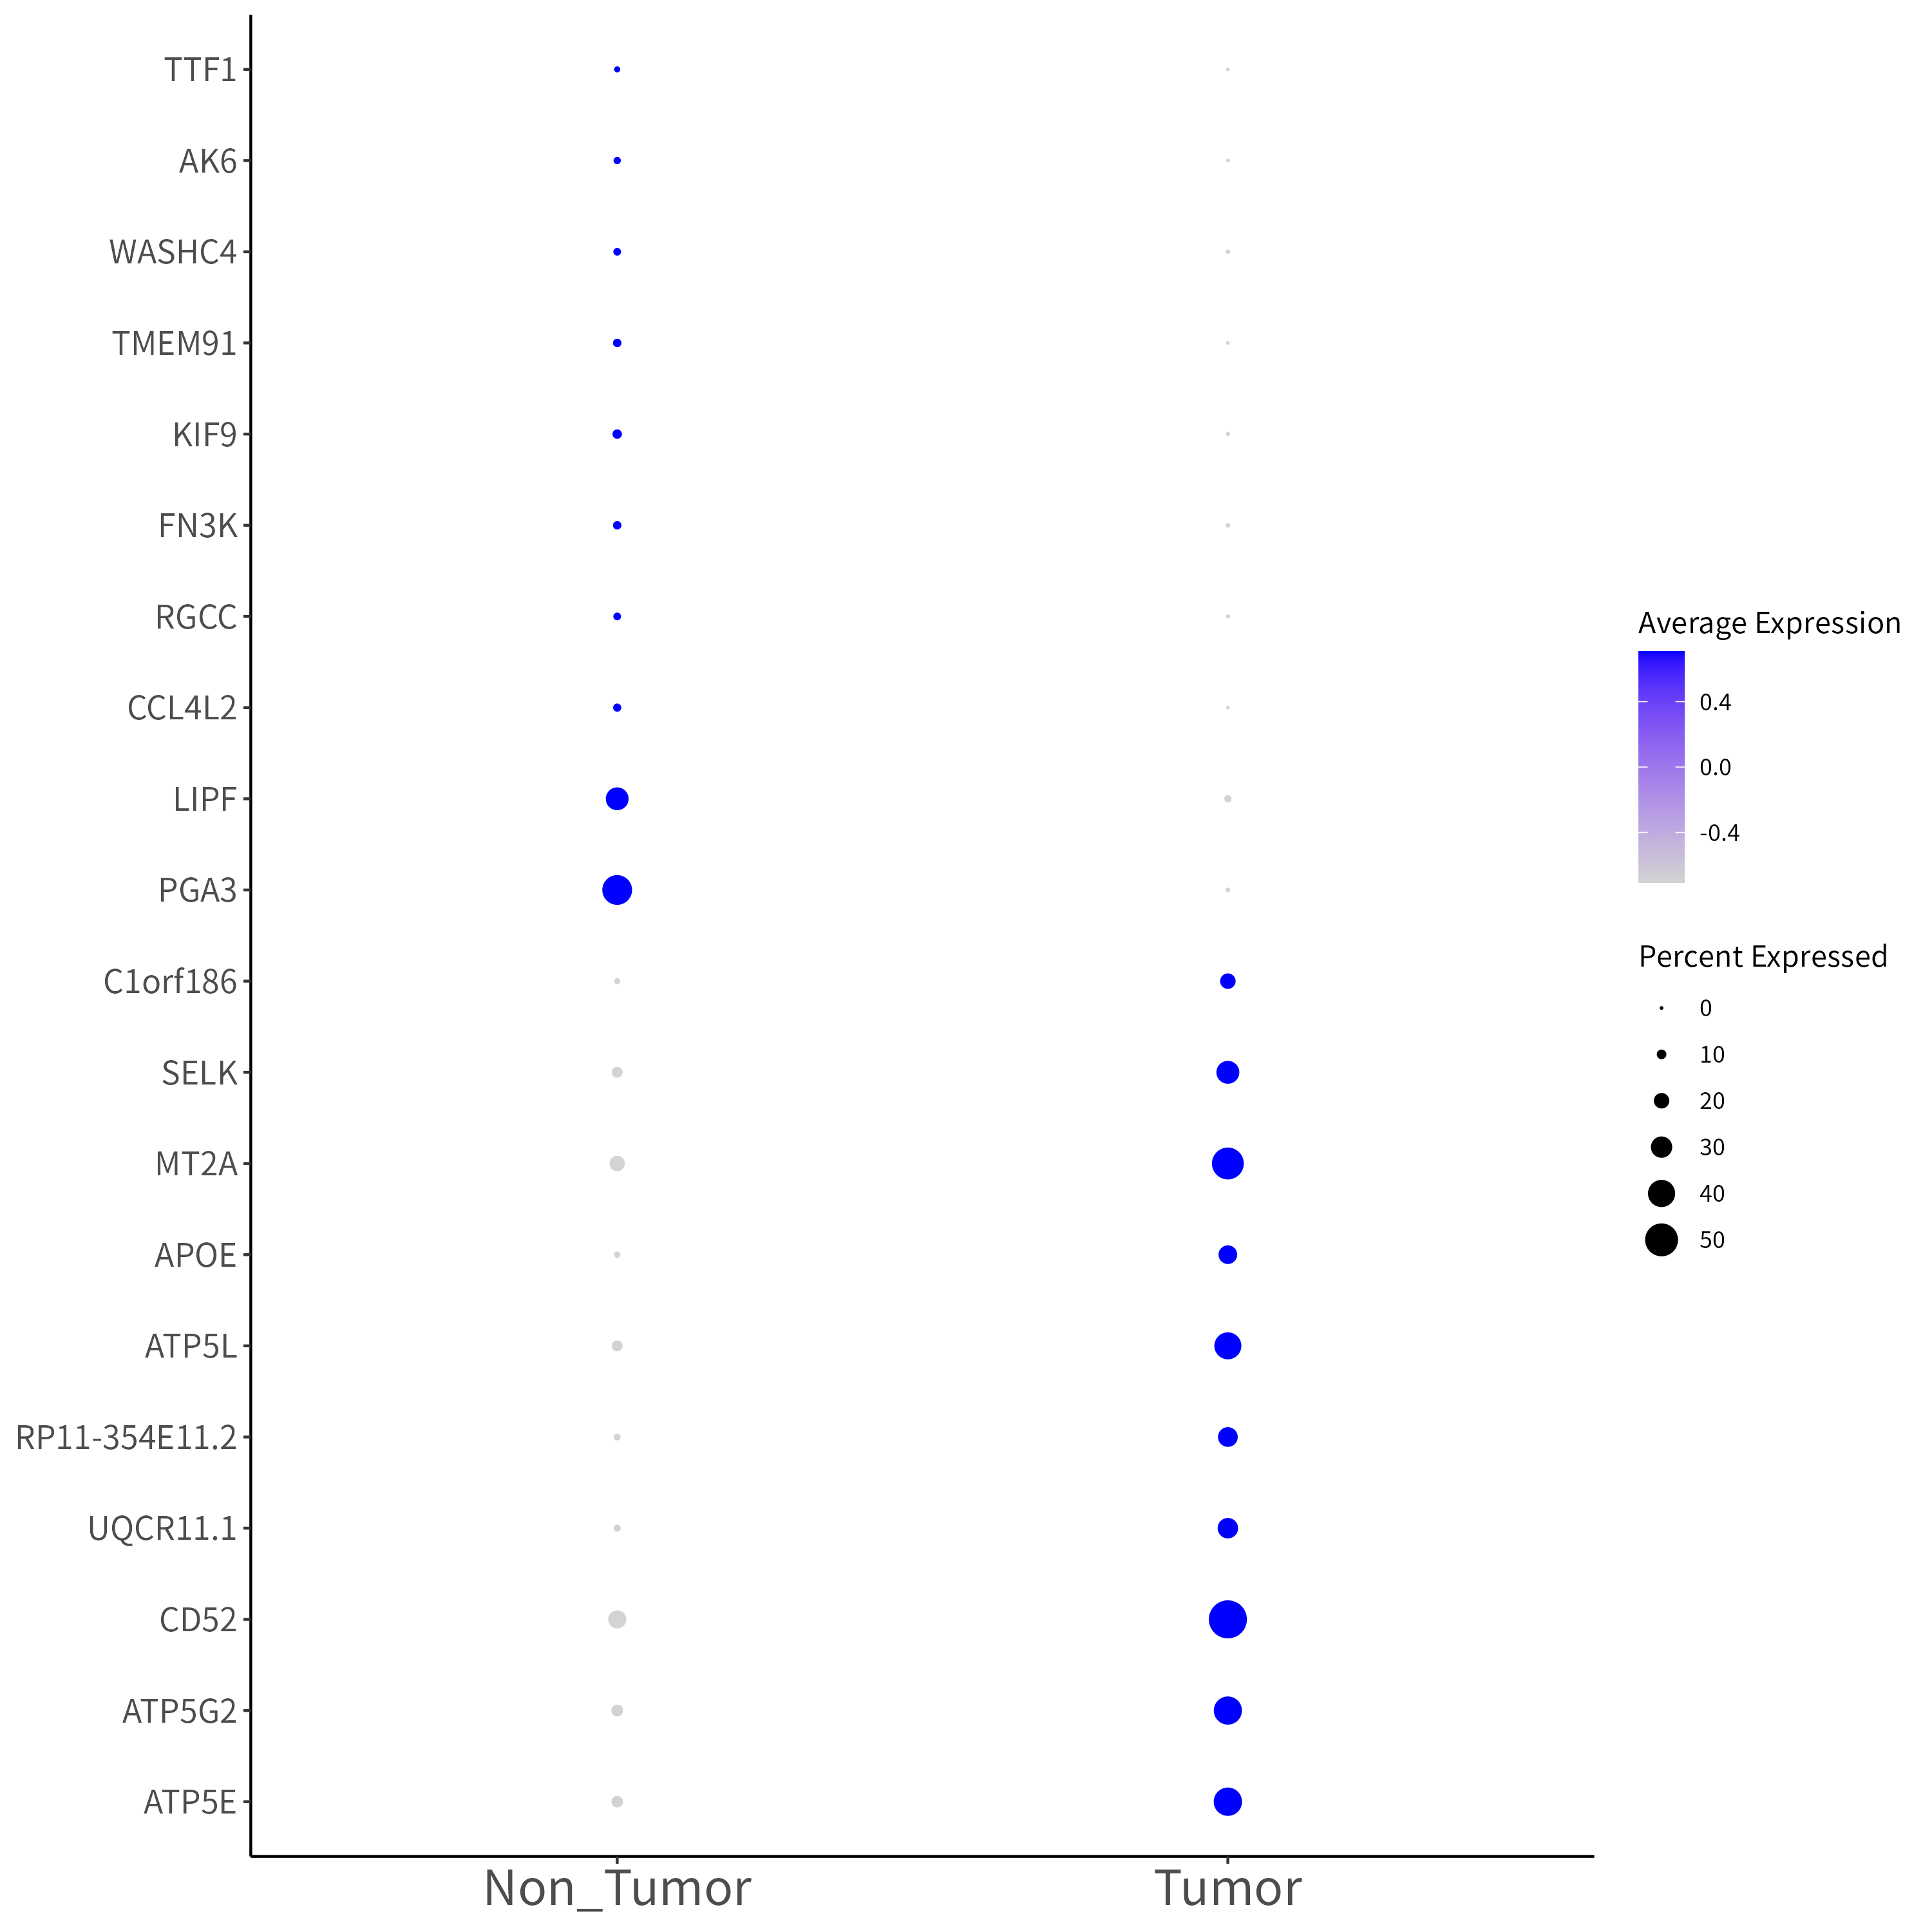 TTF1
AK6
WASHC4
TMEM91
KIF9
FN3K
RGCC
CCL4L2
LIPF
PGA3
C1orf186
SELK
MT2A
APOE
ATP5L
RP11-354E11.2
UQCR11.1
CD52
ATP5G2
ATP5E
Non_Tumor
Tumor
Average Expression
0.4
0.0
-0.4
Percent Expressed
0
10
20
30
40
50